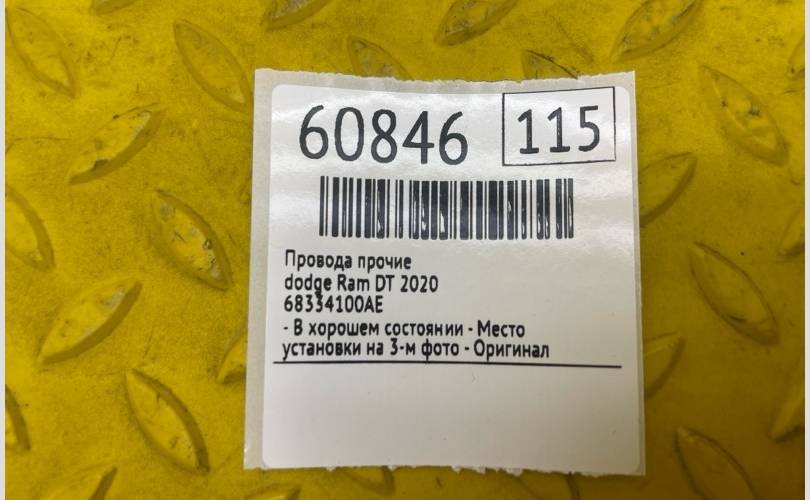 60846 115
Провода прочие
dodge Ram DT 2020
68334100AE
- В хорошем состоянии - Место
установки на 3-м фото - Оригинал